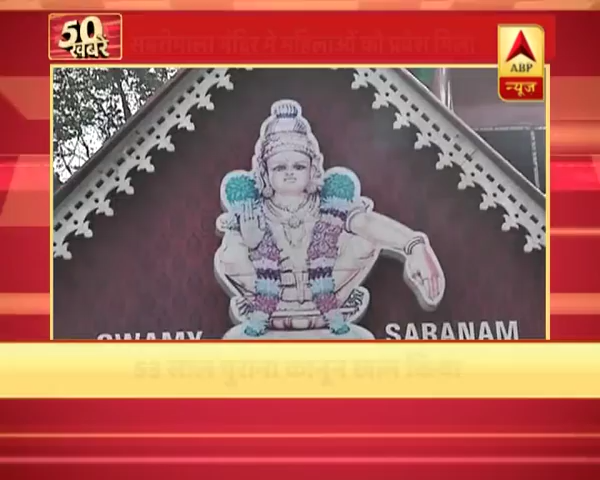 50
खबरें
सबरीमाला मंदिर में महिलाओं को प्रवेश मिला
ABP
न्यूज़
SWAMY SARANAM
53 साल पुराना कानून खत्म किया